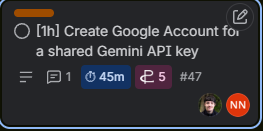 [1h] Create Google Account for
a shared Gemini API key
1 45m 5 #47
NN